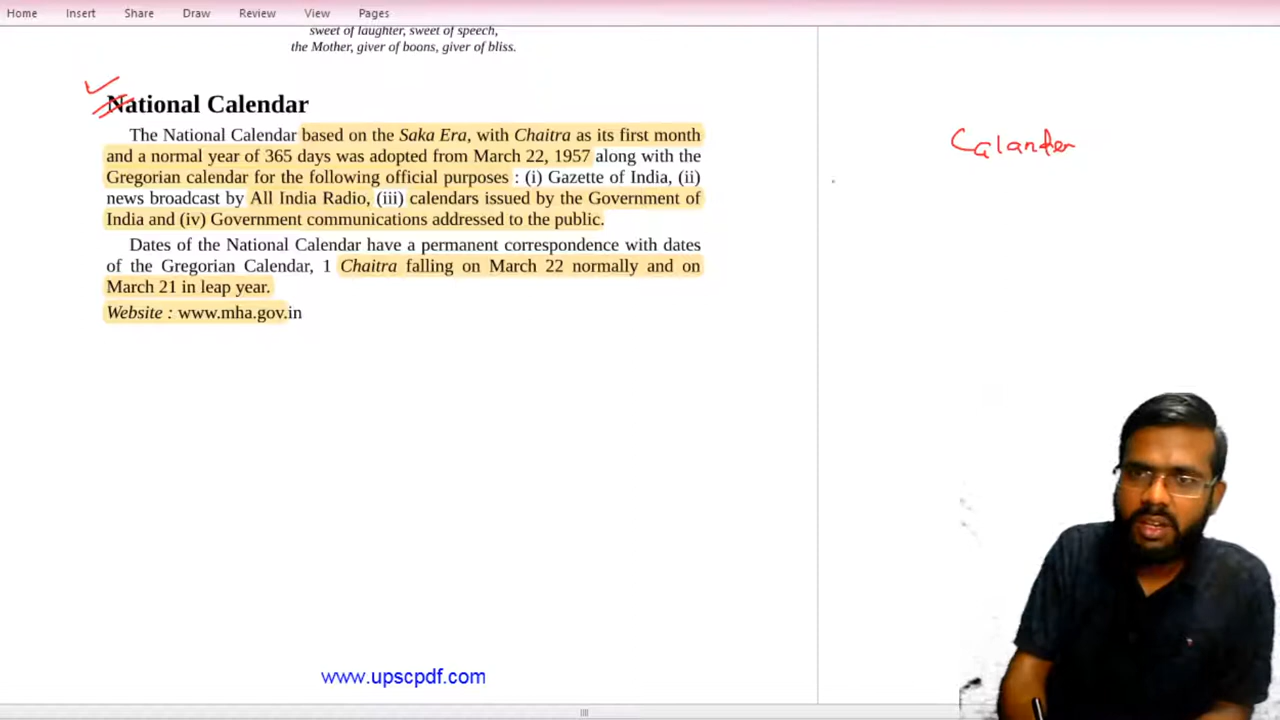 Home Insert Share Draw Review View Pages
sweet of laughter, sweet of speech,
the Mother, giver of boons, giver of bliss.
National Calendar
The National Calendar based on the Saka Era, with Chaitra as its first month
and a normal year of 365 days was adopted from March 22, 1957 along with the
Gregorian calendar for the following official purposes : (i) Gazette of India, (ii)
news broadcast by All India Radio, (iii) calendars issued by the Government of
India and (iv) Government communications addressed to the public.
Dates of the National Calendar have a permanent correspondence with dates
of the Gregorian Calendar, 1 Chaitra falling on March 22 normally and on
March 21 in leap year.
Website : www.mha.gov.in
Calander
www.upscpdf.com